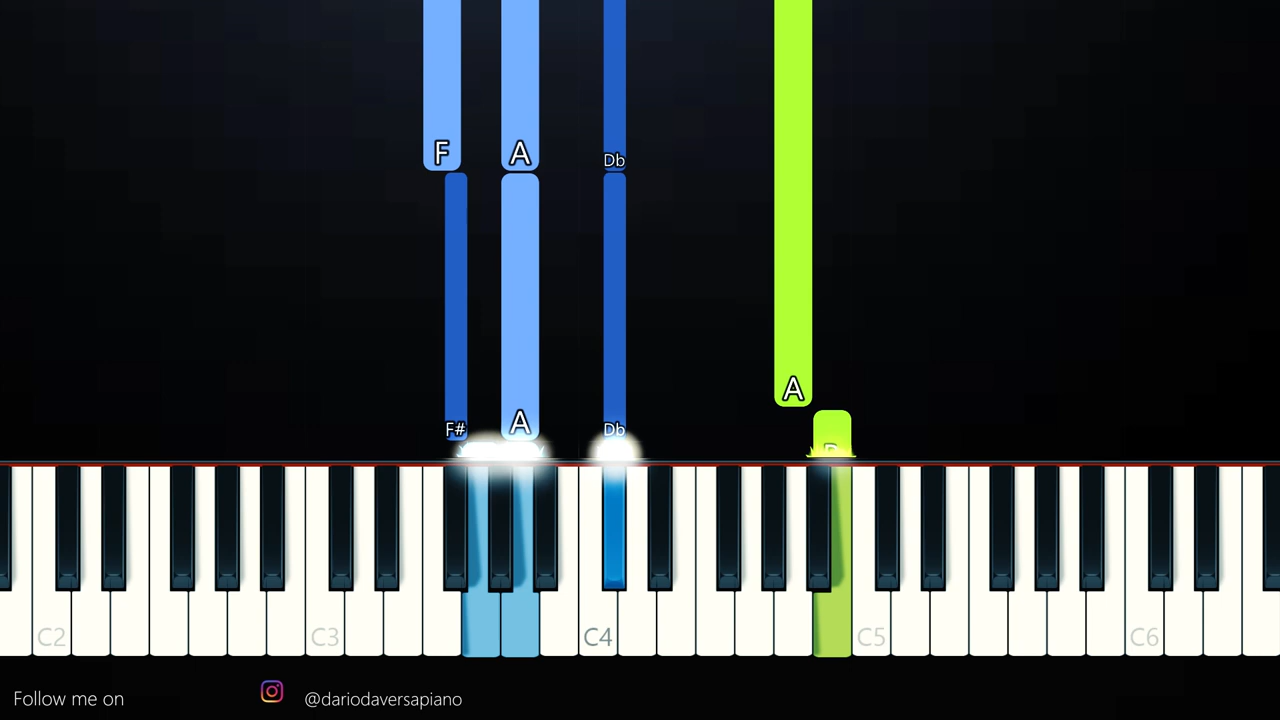 F A Db
A
F# A Db
C2 C3 C4 C5 C6
Follow me on @dariodaversapiano